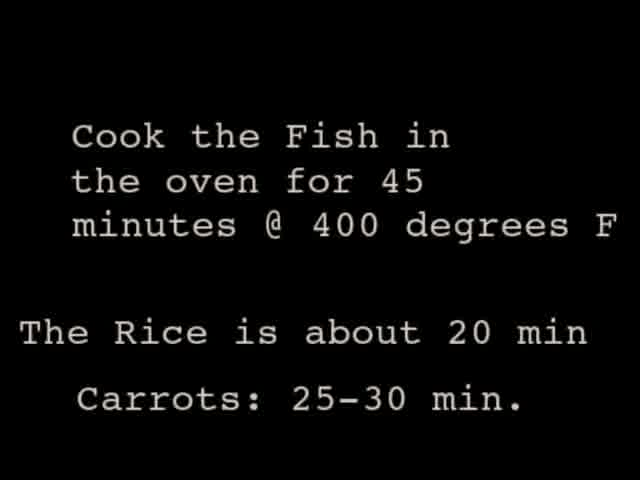 Cook the Fish in
the oven for 45
minutes @ 400 degrees F
The Rice is about 20 min
Carrots: 25-30 min.